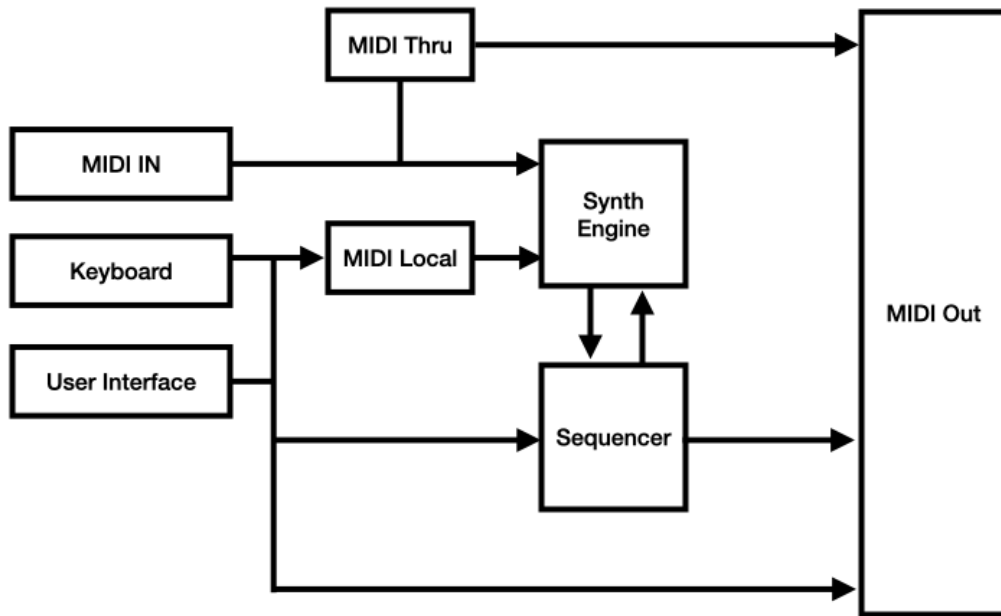 MIDI Thru
MIDI IN
Synth
Engine
Keyboard
MIDI Local
MIDI Out
User Interface
Sequencer